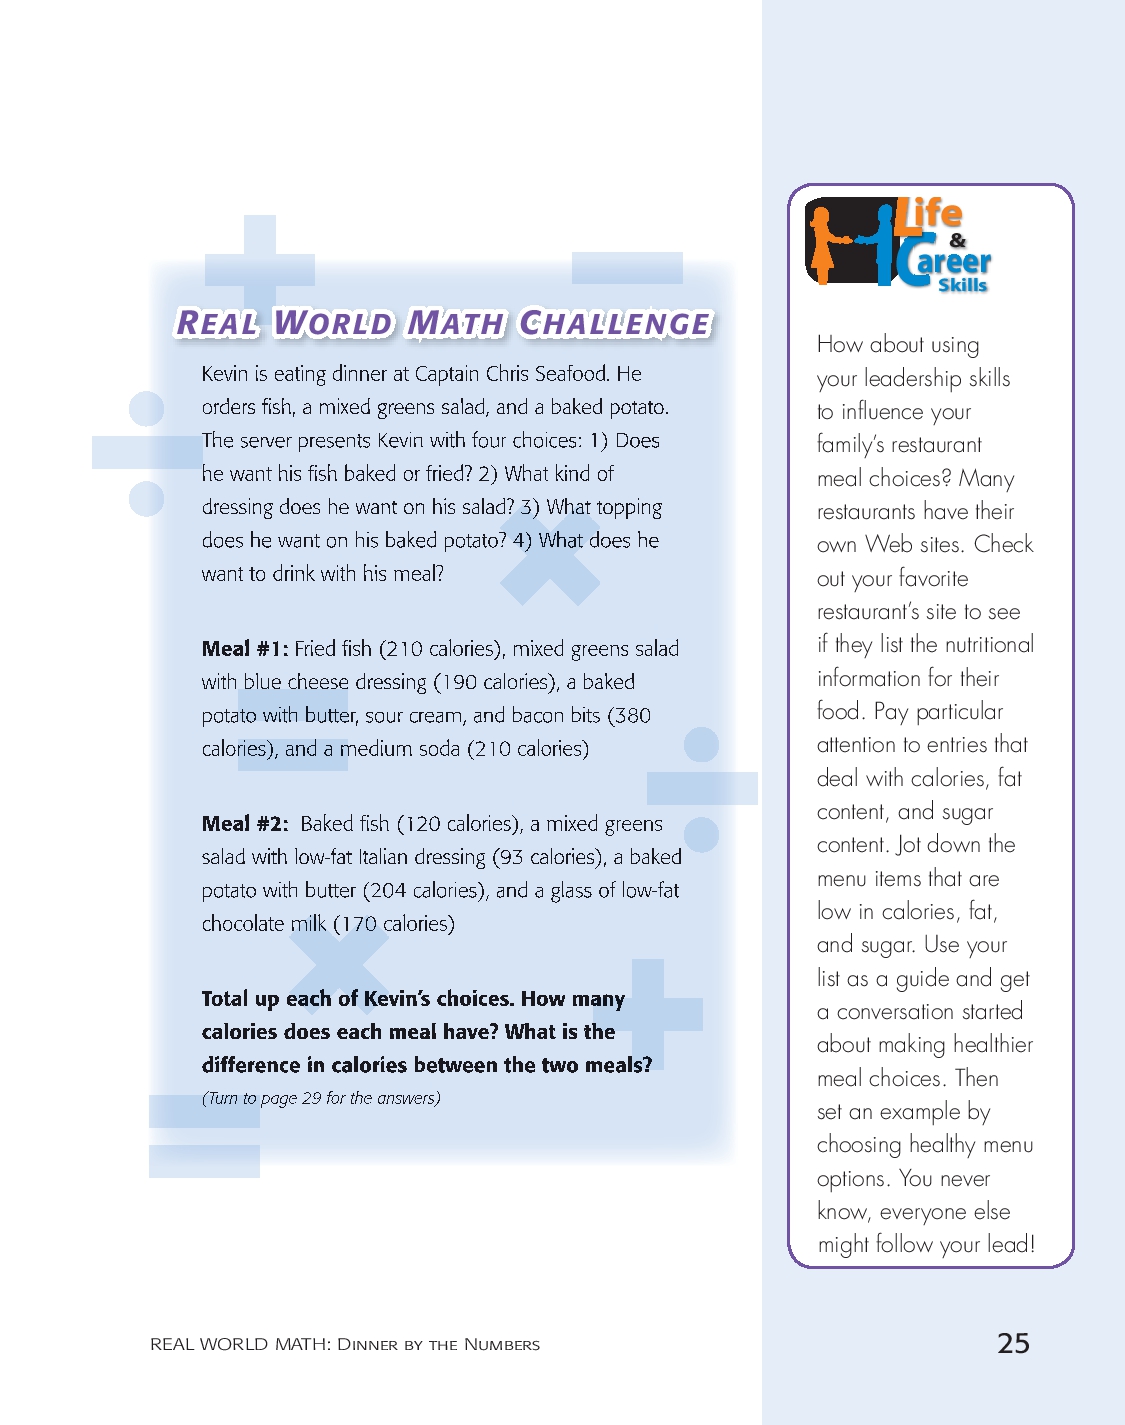 REAL WORLD MATH CHALLENGE
Kevin is eating dinner at Captain Chris Seafood. He
orders fish, a mixed greens salad, and a baked potato.
The server presents Kevin with four choices: 1) Does
he want his fish baked or fried? 2) What kind of
dressing does he want on his salad? 3) What topping
does he want on his baked potato? 4) What does he
want to drink with his meal?
Meal #1: Fried fish (210 calories), mixed greens salad
with blue cheese dressing (190 calories), a baked
potato with butter, sour cream, and bacon bits (380
calories), and a medium soda (210 calories)
Meal #2: Baked fish (120 calories), a mixed greens
salad with low-fat Italian dressing (93 calories), a baked
potato with butter (204 calories), and a glass of low-fat
chocolate milk (170 calories)
Total up each of Kevin's choices. How many
calories does each meal have? What is the
difference in calories between the two meals?
(Turn to page 29 for the answers)
Life
&
Career
Skills
How about using
your leadership skills
to influence your
family's restaurant
meal choices? Many
restaurants have their
own Web sites. Check
out your favorite
restaurant's site to see
if they list the nutritional
information for their
food. Pay particular
attention to entries that
deal with calories, fat
content, and sugar
content. Jot down the
menu items that are
low in calories, fat,
and sugar. Use your
list as a guide and get
a conversation started
about making healthier
meal choices. Then
set an example by
choosing healthy menu
options. You never
know, everyone else
might follow your lead!
REAL WORLD MATH: DINNER BY THE NUMBERS
25